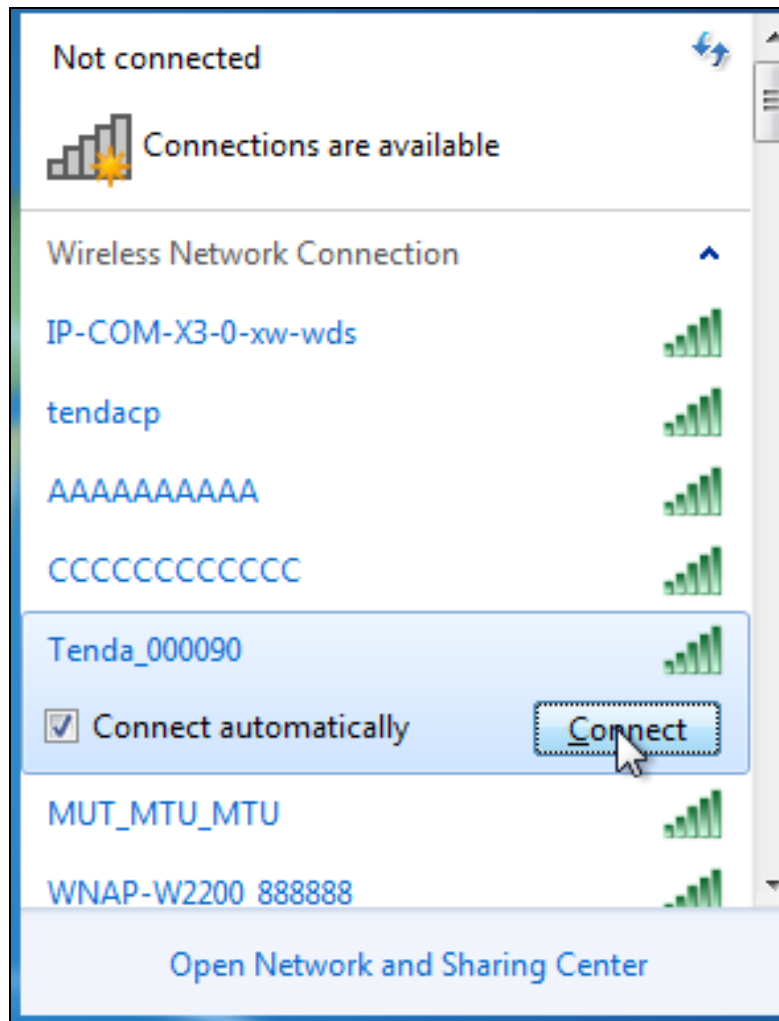 Not connected
Connections are available
Wireless Network Connection
IP-COM-X3-0-xw-wds
tendacp
AAAAAAAAAA
CCCCCCCCCCCC
Tenda_000090
Connect automatically Connect
MUT_MTU_MTU
WNAP-W2200_888888
Open Network and Sharing Center